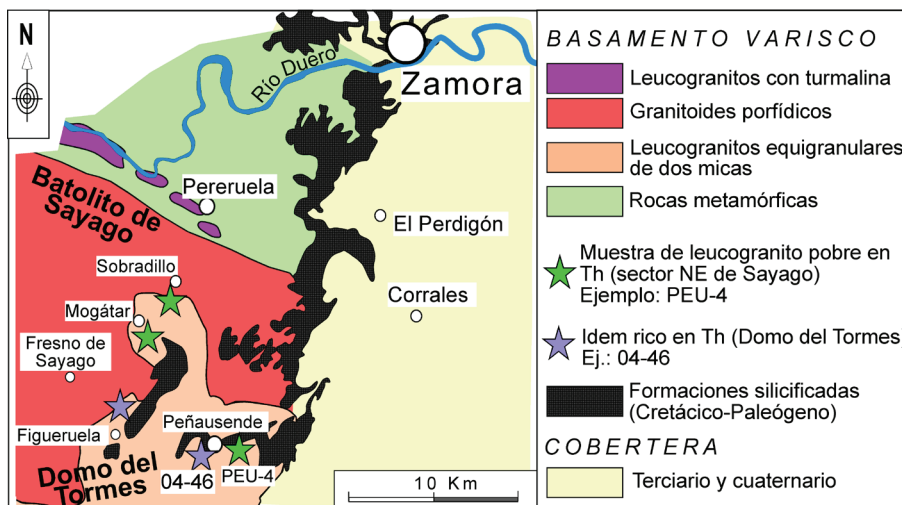 N
Río Duero
Zamora
Pereruela
Batolito de
Sayago
El Perdigón
Sobradillo
Corrales
Mogátar
Fresno de
Sayago
Peñausende
Figueruela
Domo del
Tormes
04-46
PEU-4
10 Km
BASAMENTO VARISCO
Leucogranitos con turmalina
Granitoides porfídicos
Leucogranitos equigranulares
de dos micas
Rocas metamórficas
Muestra de leucogranito pobre en
Th (sector NE de Sayago)
Ejemplo: PEU-4
Idem rico en Th (Domo del Tormes
Ej.: 04-46
Formaciones silicificadas
(Cretácico-Paleógeno)
COBERTERA
Terciario y cuaternario